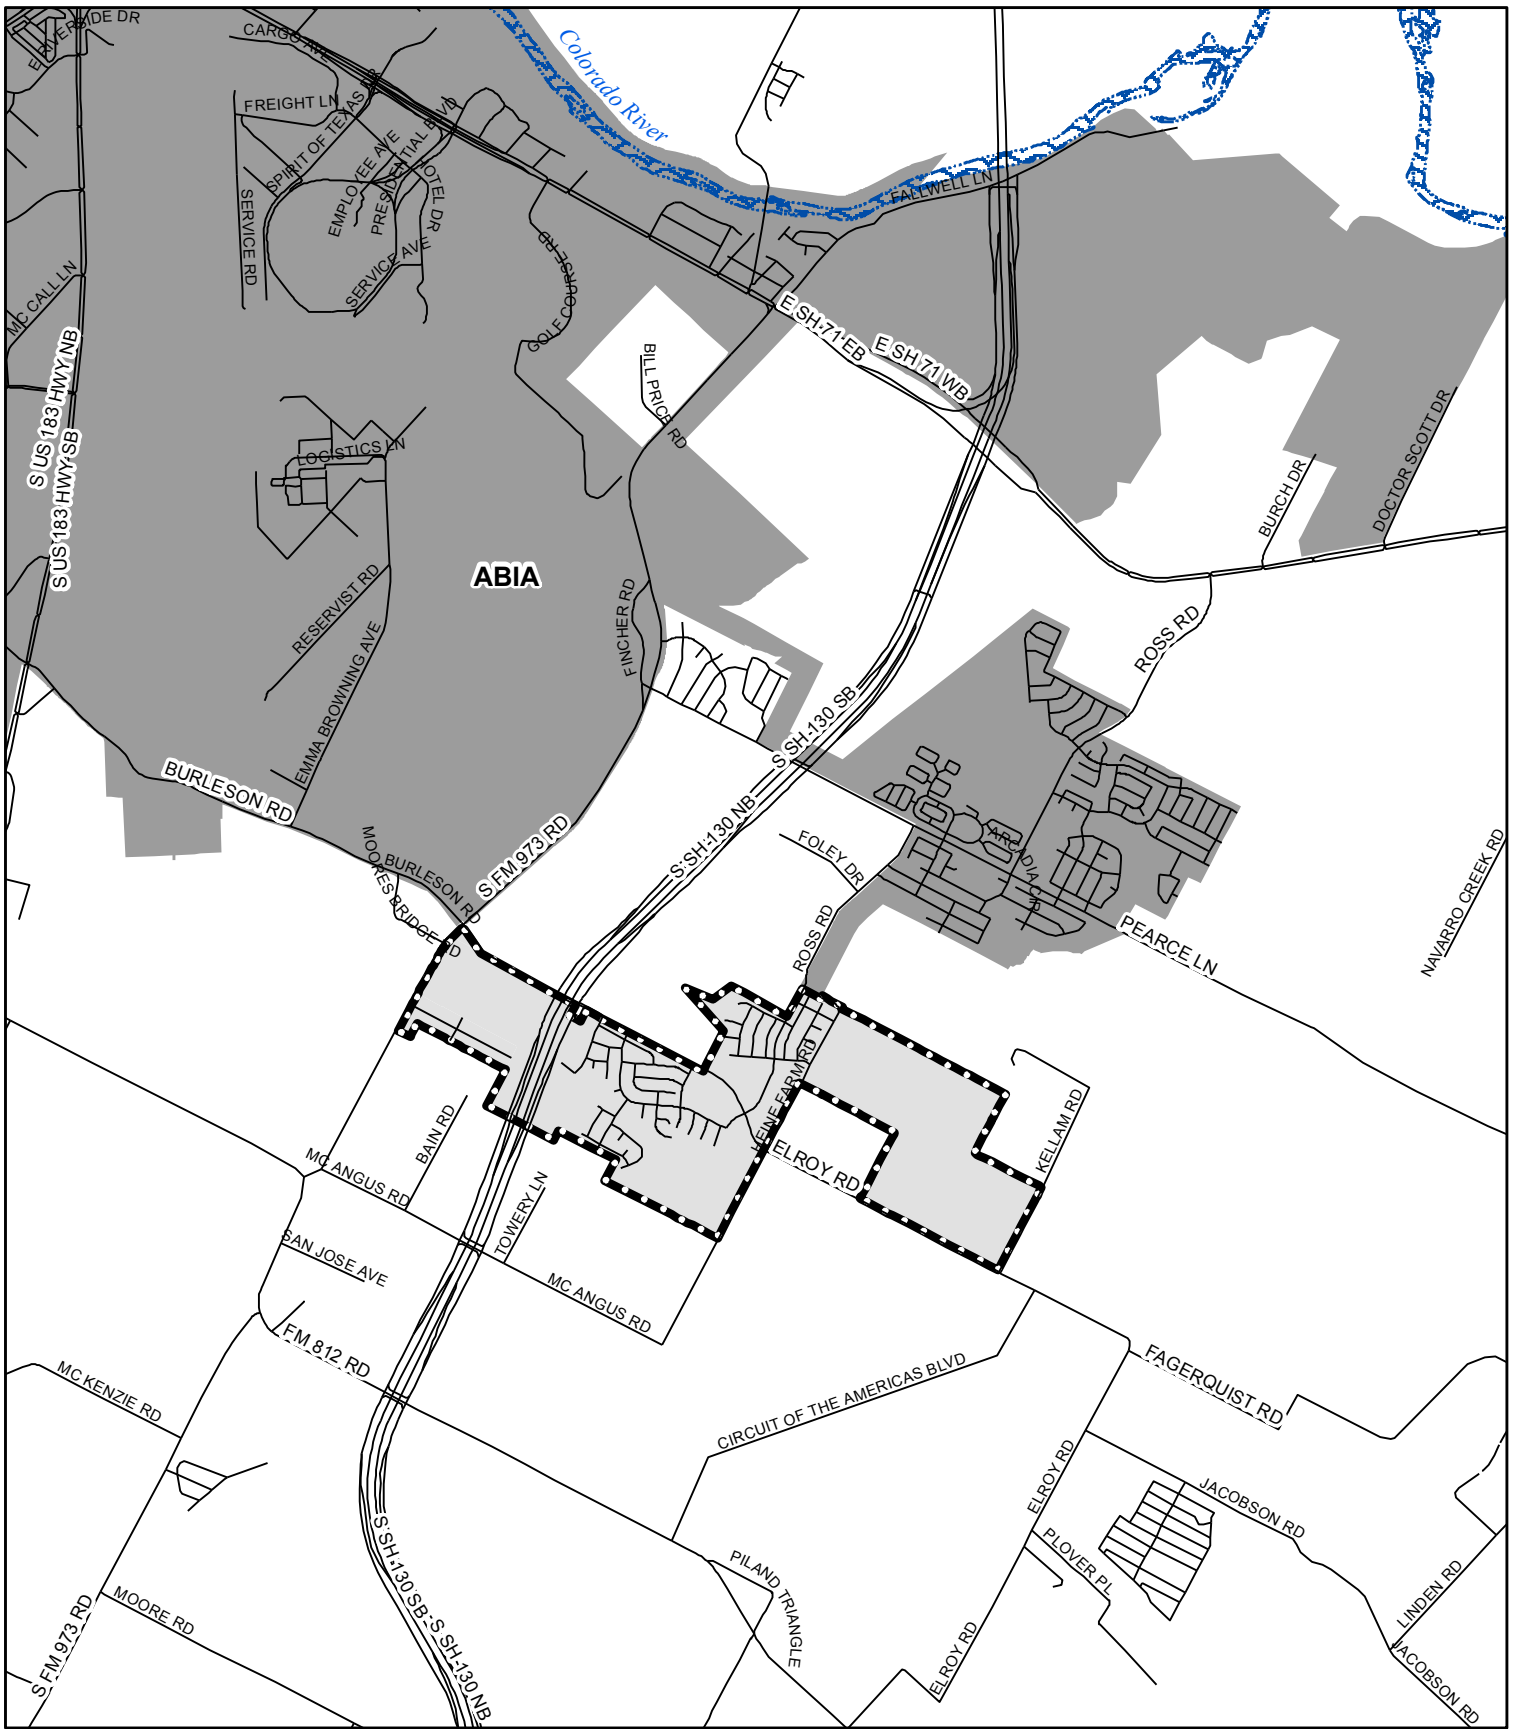 E RIVERSIDE DR
CARGO AVE
Colorado River
FREIGHT LN
SPIRIT OF TEXAS DR
EMPLOYEE AVE
PRESIDENTIAL BLVD
HOTEL DR
SERVICE RD
SERVICE AVE
FALLWELL LN
GOLF COURSE RD
MC CALL LN
S US 183 HWY NB
S US 183 HWY SB
E SH 71 EB
E SH 71 WB
BILL PRICE RD
LOGISTICS LN
DOCTOR SCOTT DR
BURCH DR
ABIA
RESERVIST RD
FINCHER RD
ROSS RD
EMMA BROWNING AVE
S SH 130 SB
BURLESON RD
S SH 130 NB
S FM 973 RD
FOLEY DR
ARCADIA CIR
MOORES BRIDGE RD
BURLESON RD
NAVARRO CREEK RD
ROSS RD
PEARCE LN
HEINE FARM RD
KELLAM RD
BAIN RD
ELROY RD
MC ANGUS RD
TOWERY LN
SAN JOSE AVE
MC ANGUS RD
FM 812 RD
CIRCUIT OF THE AMERICAS BLVD
FAGERQUIST RD
MC KENZIE RD
ELROY RD
JACOBSON RD
S SH 130 SB
PLOVER PL
PILAND TRIANGLE
LINDEN RD
MOORE RD
S FM 973 RD
S SH 130 NB
ELROY RD
JACOBSON RD